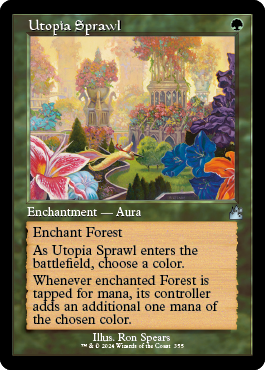 Utopia Sprawl
Enchantment — Aura
Enchant Forest
As Utopia Sprawl enters the
battlefield, choose a color.
Whenever enchanted Forest is
tapped for mana, its controller
adds an additional one mana of
the chosen color.
Illus. Ron Spears
™ & © 2024 Wizards of the Coast 355